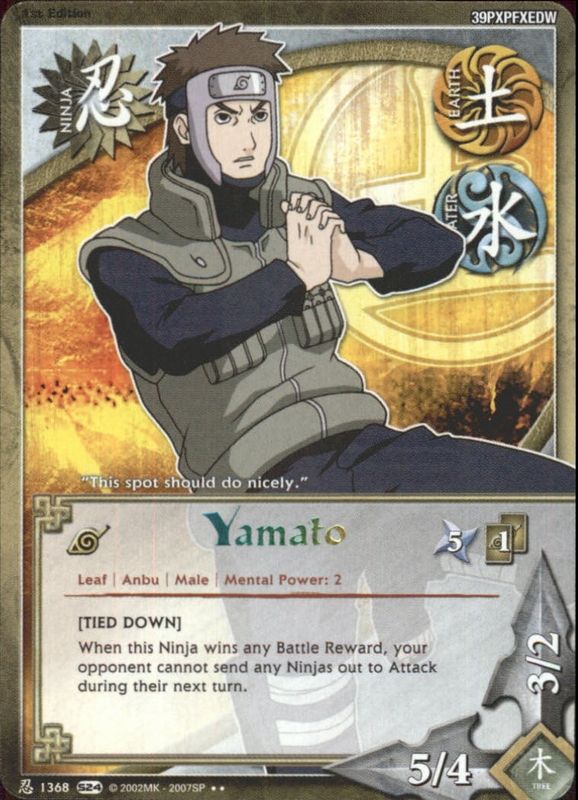 1st Edition
39PXPFXEDW
NINJA
忍
EARTH
土
ATER
水
"This spot should do nicely."
Yamato
5
1
Leaf | Anbu | Male | Mental Power: 2
[TIED DOWN]
When this Ninja wins any Battle Reward, your
opponent cannot send any Ninjas out to Attack
during their next turn.
3/2
5/4
木
TREE
忍 1368 S24 © 2002MK - 2007SP ••